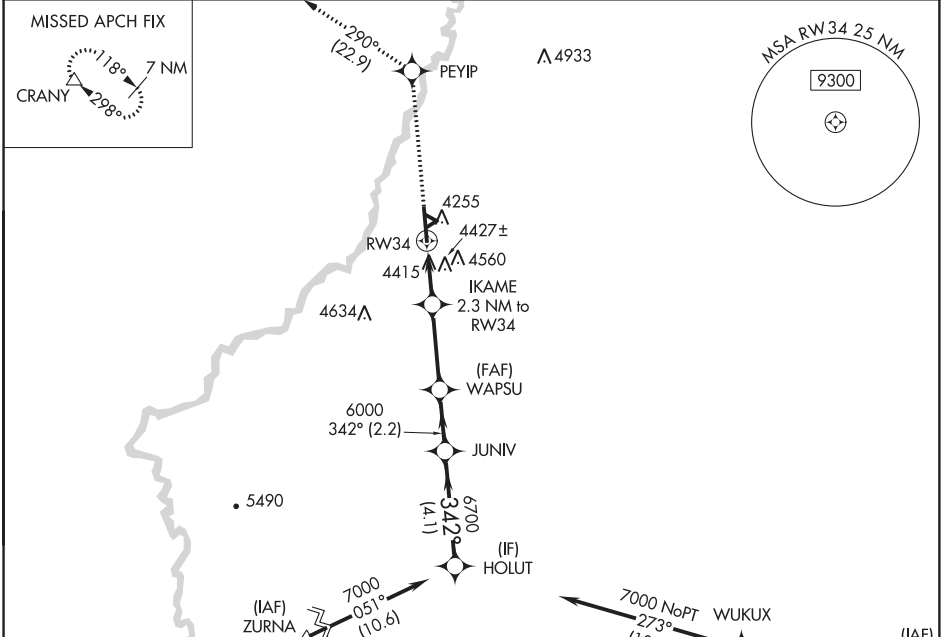 MISSED APCH FIX
118°
7 NM
CRANY
298°
290°
(22.9)
PEYIP
4933
MSA RW34 25 NM
9300
4255
4427±
RW34
4415
4560
IKAME
2.3 NM to
RW34
4634
(FAF)
WAPSU
6000
342° (2.2)
JUNIV
5490
6700
342°
(4.1)
(IF)
HOLUT
7000
051°
(10.6)
(IAF)
ZURNA
7000 NoPT
273°
WUKUX
(IAF)